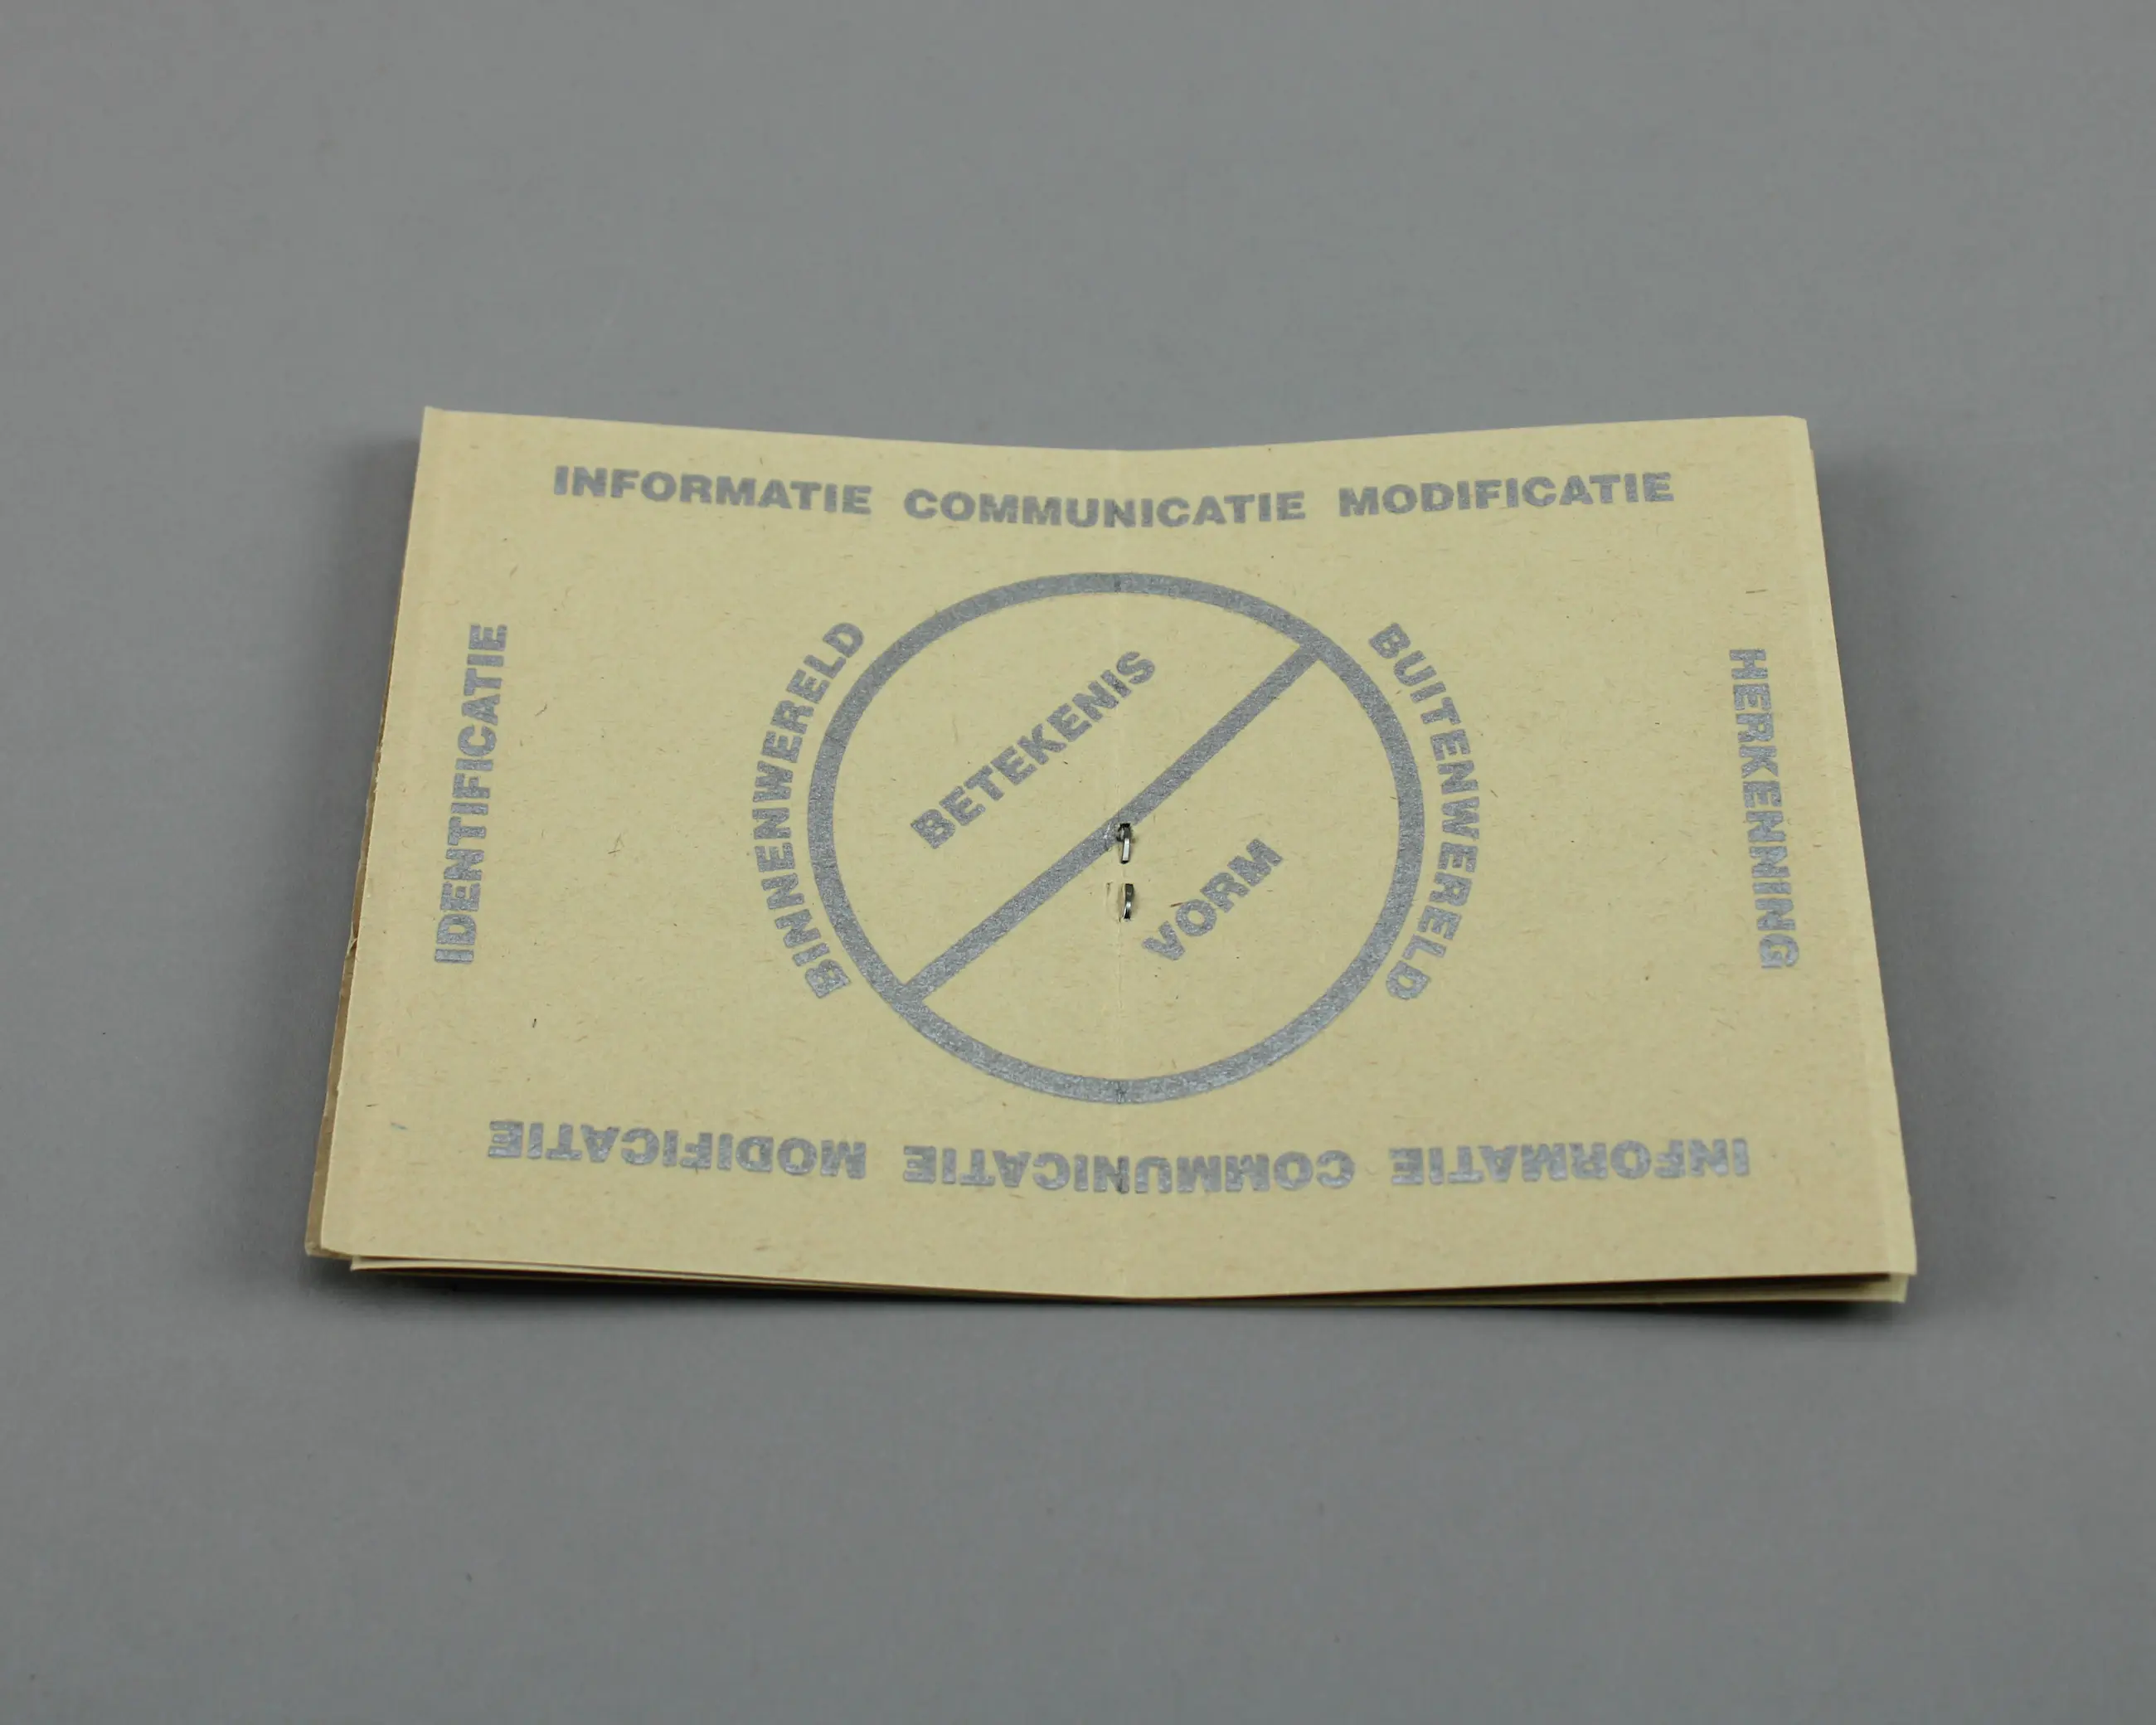 INFORMATIE COMMUNICATIE MODIFICATIE
IDENTIFICATIE
BINNENWERELD
BETEKENIS
VORM
BUITENWERELD
HERKENNING
INFORMATIE COMMUNICATIE MODIFICATIE